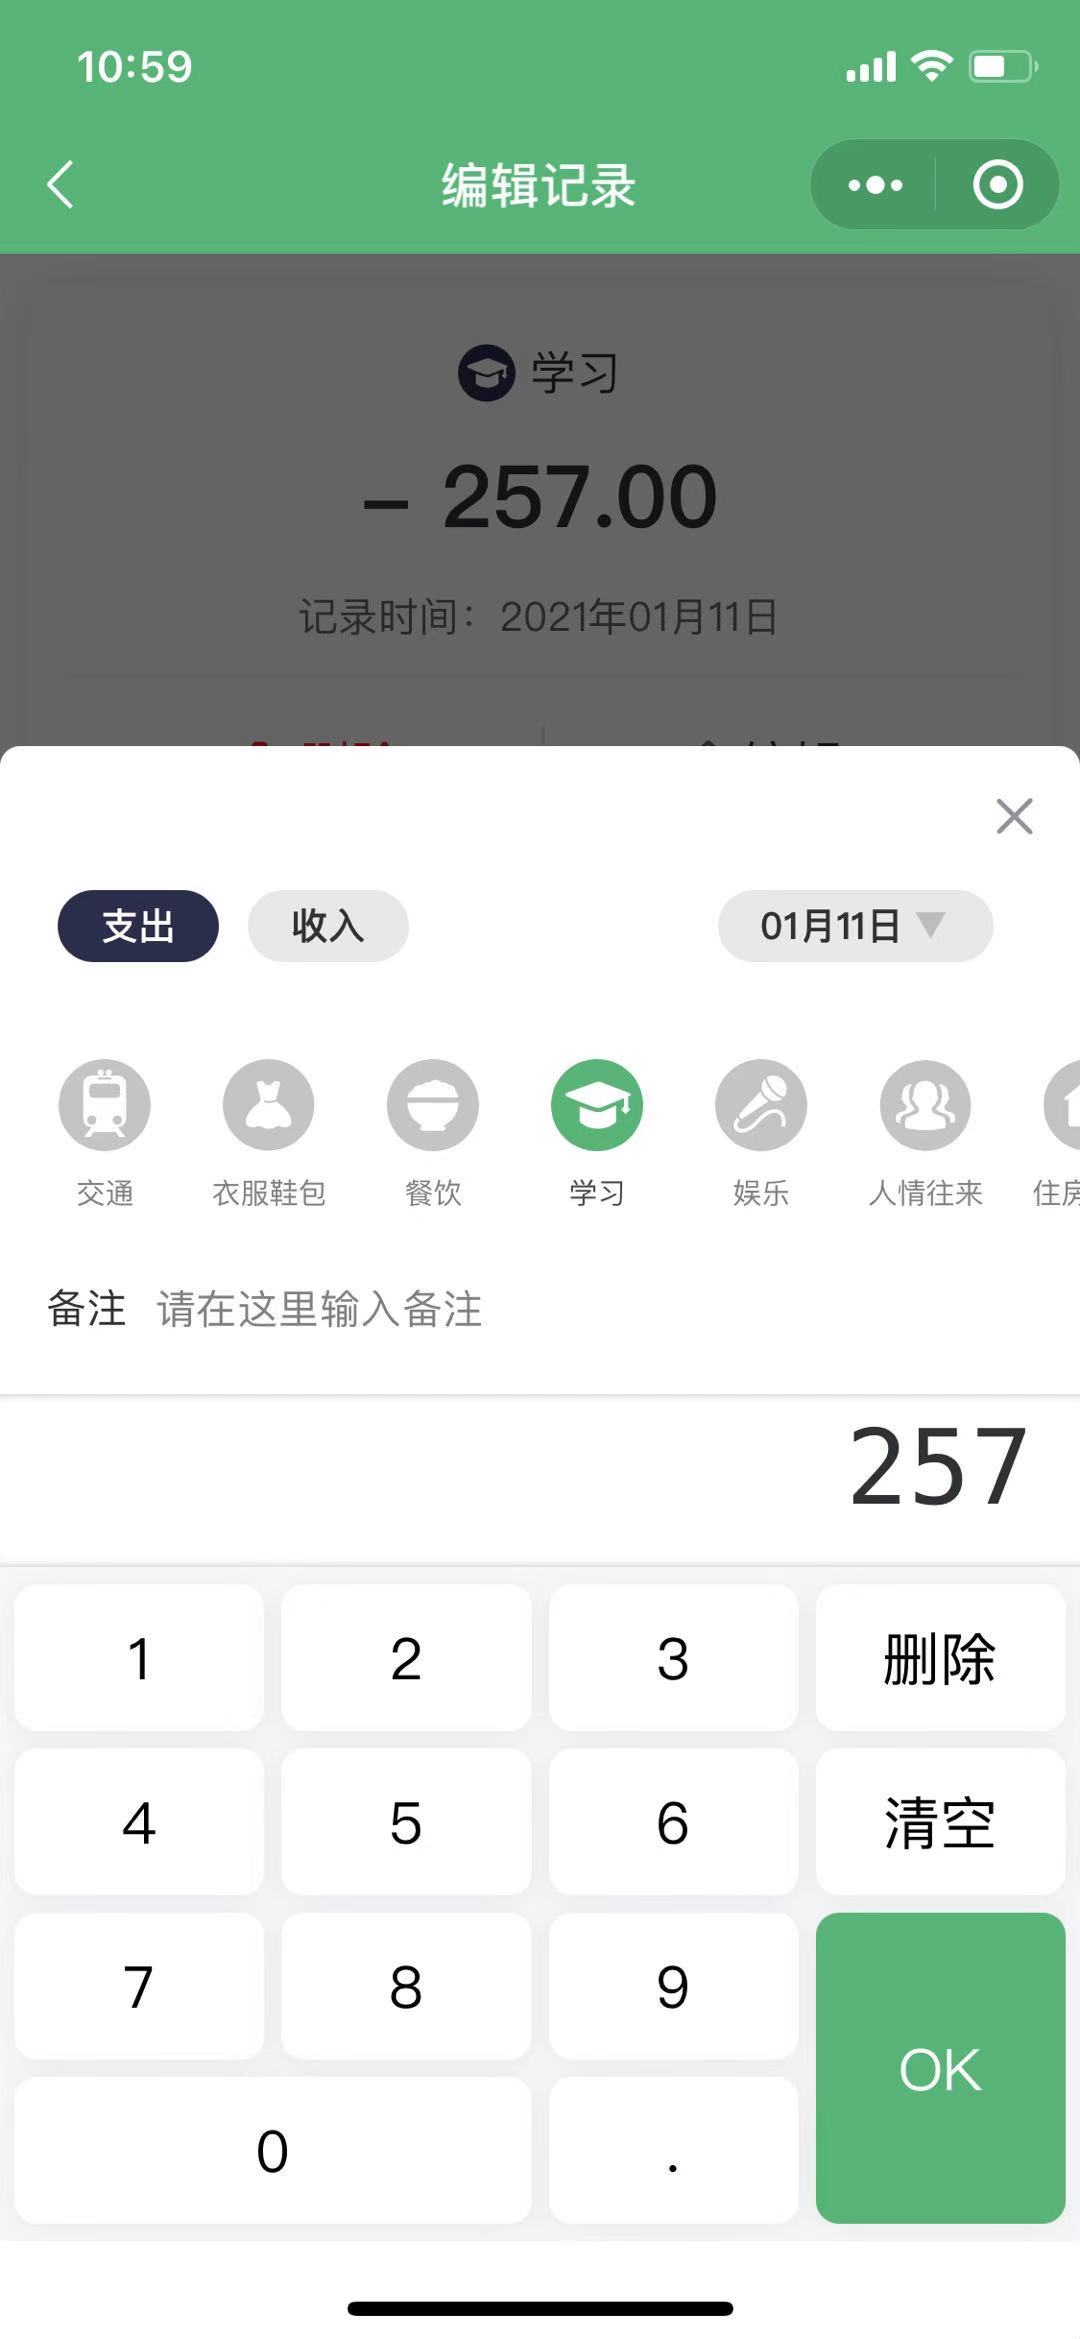 10:59
编辑记录
学习
– 257.00
记录时间：2021年01月11日
支出 收入 01月11日
交通 衣服鞋包 餐饮 学习 娱乐 人情往来 住房
备注 请在这里输入备注
257
1 2 3 删除
4 5 6 清空
7 8 9
OK
0 .